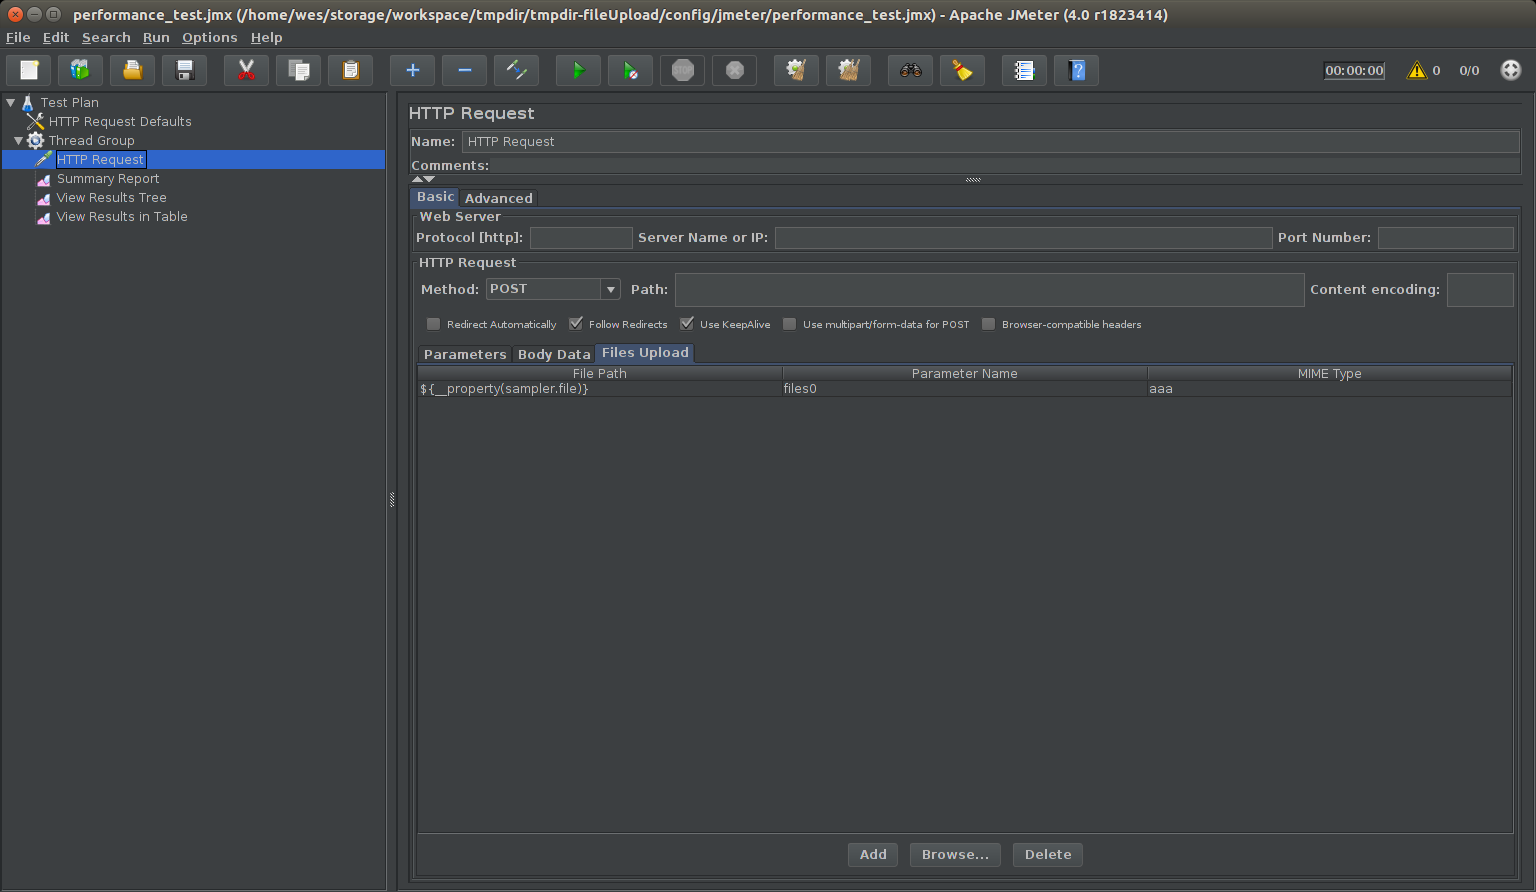 performance_test.jmx (/home/wes/storage/workspace/tmpdir/tmpdir-fileUpload/config/jmeter/performance_test.jmx) - Apache JMeter (4.0 r1823414)
File Edit Search Run Options Help
STOP 00:00:00 0 0/0
Test Plan
HTTP Request Defaults
Thread Group
HTTP Request
Summary Report
View Results Tree
View Results in Table
HTTP Request
Name: HTTP Request
Comments:
Basic Advanced
Web Server
Protocol [http]: Server Name or IP: Port Number:
HTTP Request
Method: POST Path: Content encoding:
Redirect Automatically Follow Redirects Use KeepAlive Use multipart/form-data for POST Browser-compatible headers
Parameters Body Data Files Upload
File Path Parameter Name MIME Type
${__property(sampler.file)} files0 aaa
Add Browse... Delete